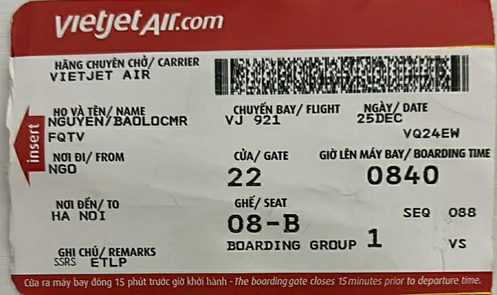 vietjetAir.com
HÃNG CHUYÊN CHỞ/ CARRIER
VIETJET AIR
HỌ VÀ TÊN/ NAME CHUYẾN BAY/ FLIGHT NGÀY/ DATE
NGUYEN/BAOLOCMR VJ 921 25DEC
FQTV VQ24EW
insert
NƠI ĐI/ FROM CỬA/ GATE GIỜ LÊN MÁY BAY/ BOARDING TIME
NGO 22 0840
NƠI ĐẾN/ TO GHẾ/ SEAT
HA NOI 08-B SEQ 088
BOARDING GROUP 1 VS
GHI CHÚ/ REMARKS
SSRS ETLP
Cửa ra máy bay đóng 15 phút trước giờ khởi hành - The boarding gate closes 15 minutes prior to departure time.